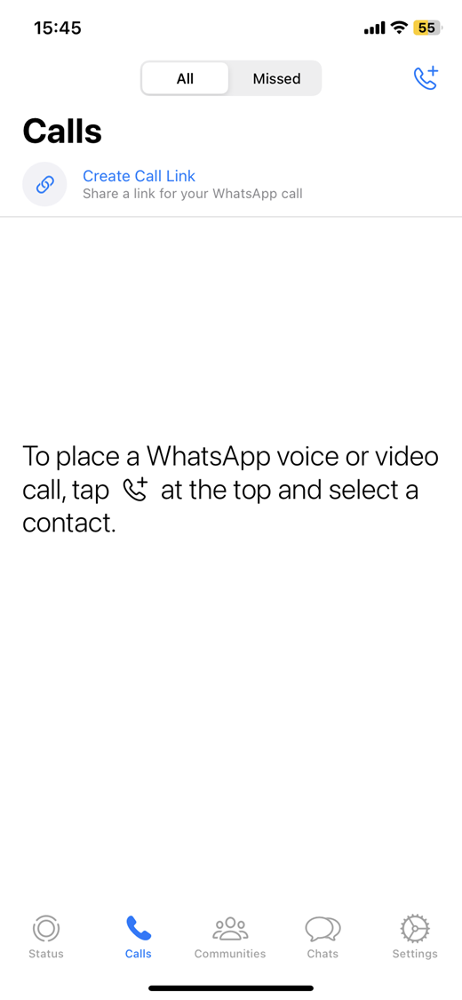 15:45
55
All
Missed
Calls
Create Call Link
Share a link for your WhatsApp call
To place a WhatsApp voice or video
call, tap at the top and select a
contact.
Status
Calls
Communities
Chats
Settings